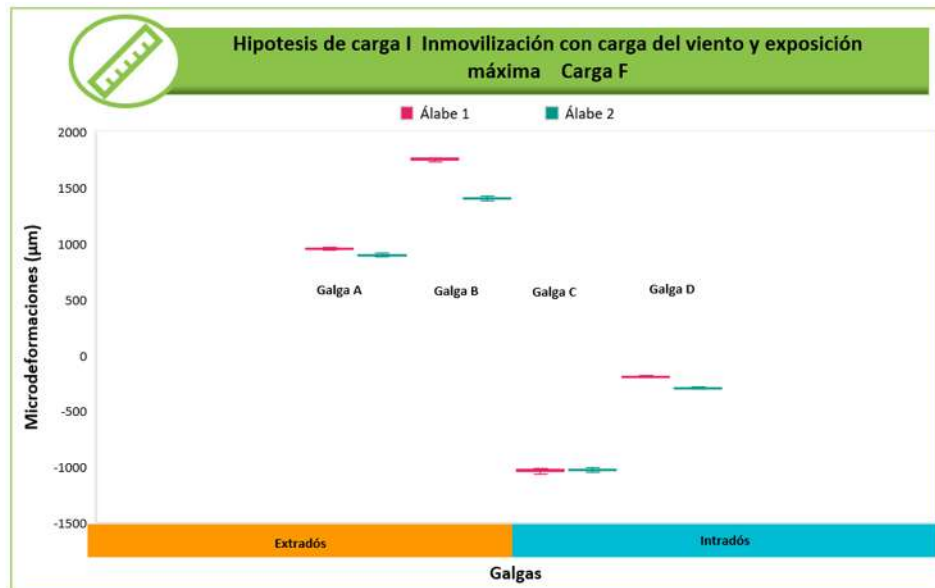 Hipotesis de carga I Inmovilización con carga del viento y exposición
máxima Carga F
Álabe 1
Álabe 2
Microdeformaciones (µm)
2000
1500
1000
500
0
-500
-1000
-1500
Galga A
Galga B
Galga C
Galga D
Extradós
Intradós
Galgas